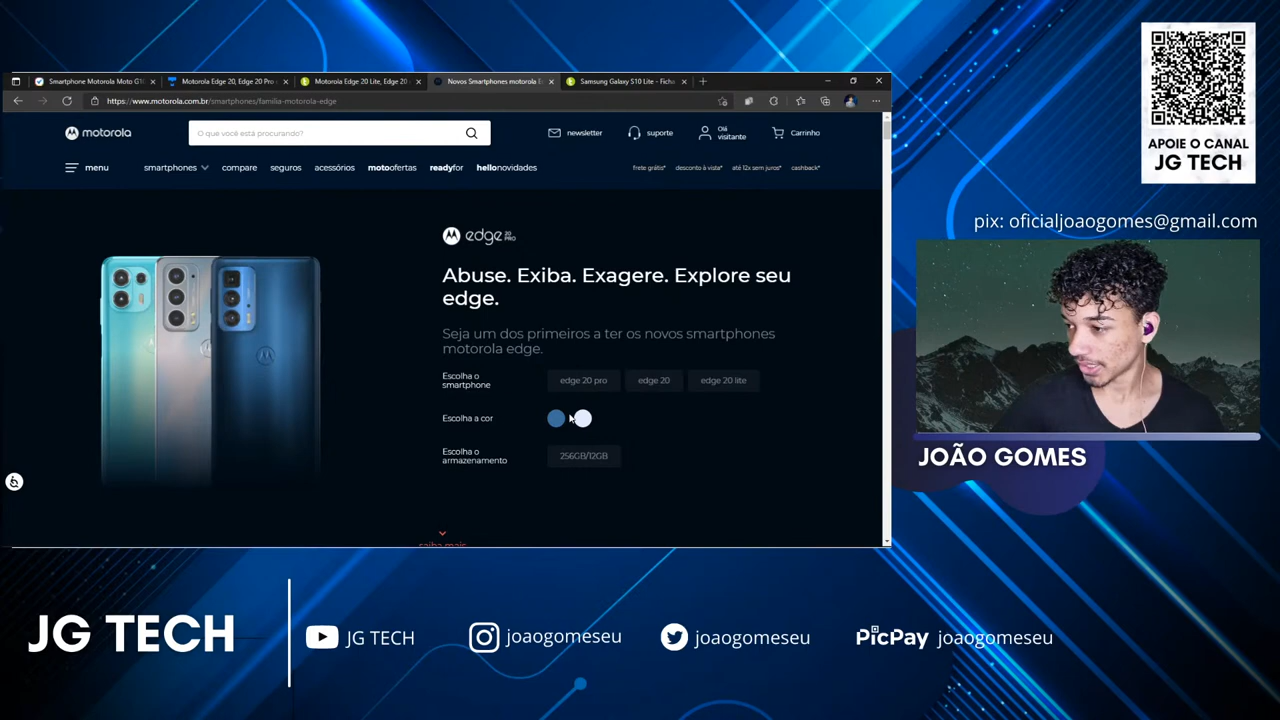 Smartphone Motorola Moto G10
Motorola Edge 20, Edge 20 Pro
Motorola Edge 20 Lite, Edge 20
Novos Smartphones motorola E
Samsung Galaxy S10 Lite - Ficha
https://www.motorola.com.br/smartphones/familia-motorola-edge
motorola
O que você está procurando?
newsletter
suporte
Olá
visitante
Carrinho
menu
smartphones
compare
seguros
acessórios
motoofertas
readyfor
hellonovidades
frete grátis*
desconto à vista*
até 12x sem juros*
cashback*
edge 20 PRO
Abuse. Exiba. Exagere. Explore seu
edge.
Seja um dos primeiros a ter os novos smartphones
motorola edge.
Escolha o
smartphone
edge 20 pro
edge 20
edge 20 lite
Escolha a cor
Escolha o
armazenamento
256GB/12GB
saiba mais
APOIE O CANAL
JG TECH
pix: oficialjoaogomes@gmail.com
JOÃO GOMES
JG TECH
JG TECH
joaogomeseu
joaogomeseu
PicPay joaogomeseu